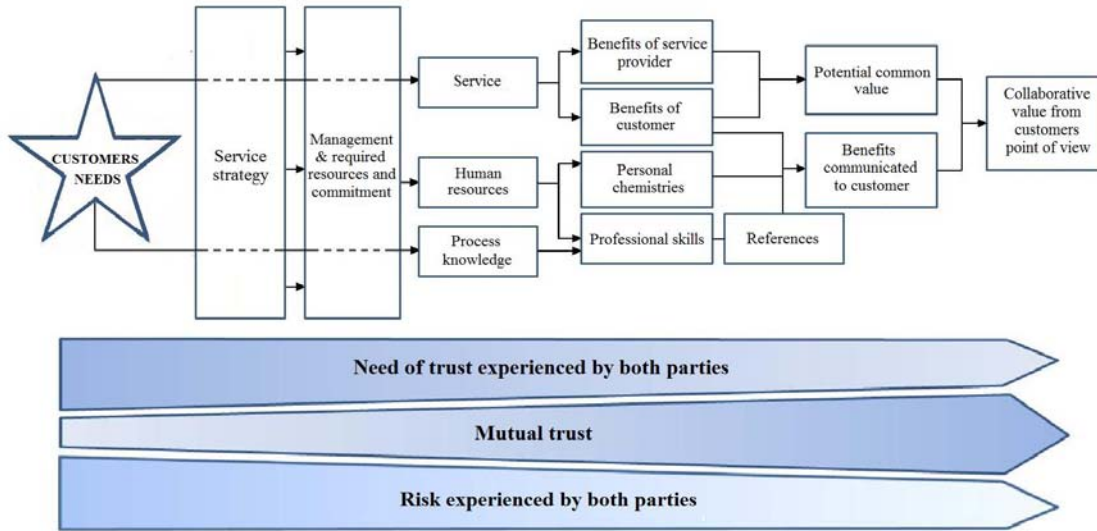 CUSTOMERS
NEEDS
Service
strategy
Management
& required
resources and
commitment
Service
Human
resources
Process
knowledge
Benefits of service
provider
Benefits of
customer
Personal
chemistries
Professional skills
References
Potential common
value
Benefits
communicated to
customer
Collaborative
value from
customers
point of view
Need of trust experienced by both parties
Mutual trust
Risk experienced by both parties